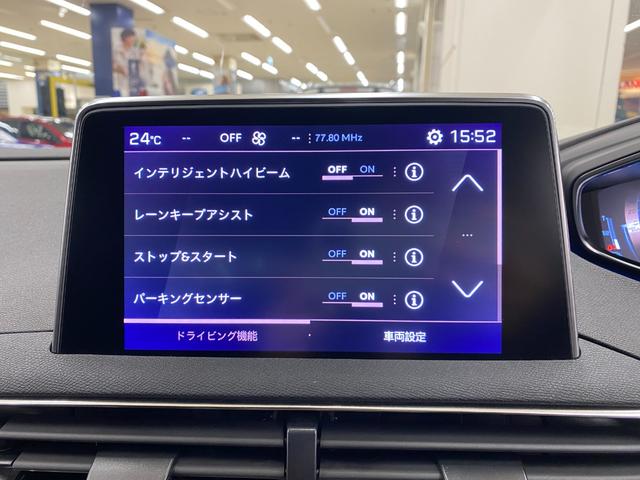 24°C -- OFF -- 77.80 MHz 15:52
インテリジェントハイビーム OFF ON
レーンキープアシスト OFF ON
ストップ&スタート OFF ON
パーキングセンサー OFF ON
ドライビング機能 車両設定